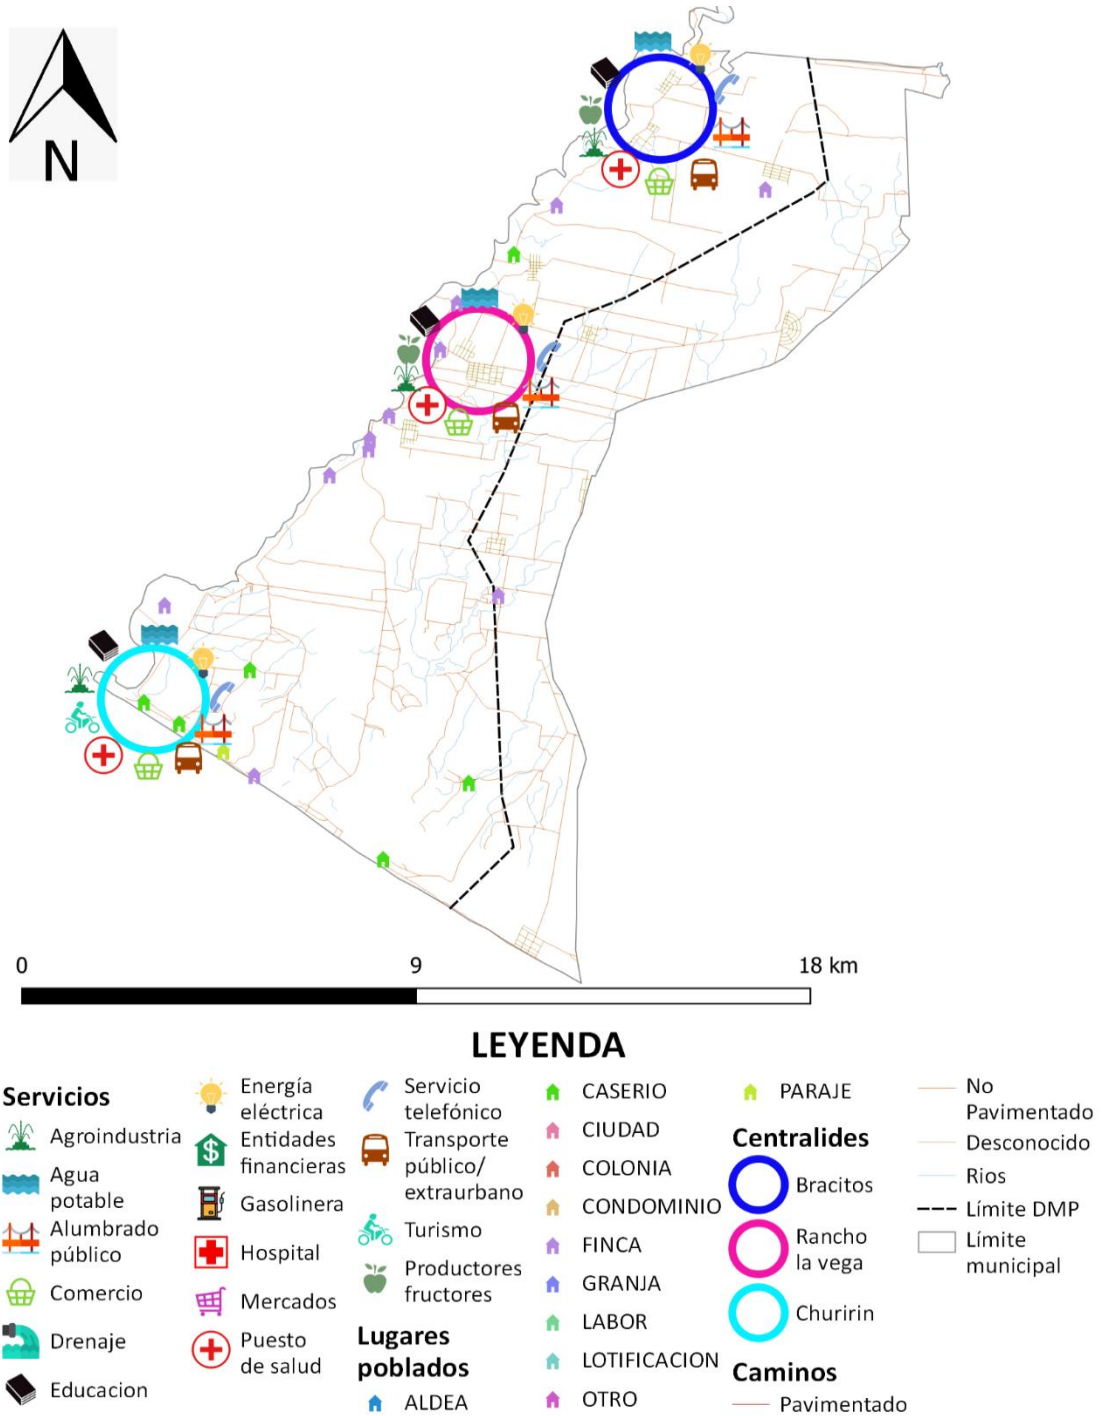 N
0 9 18 km
LEYENDA
Servicios
Agroindustria
Agua
potable
Alumbrado
público
Comercio
Drenaje
Educacion
Energía
eléctrica
Entidades
financieras
Gasolinera
Hospital
Mercados
Puesto
de salud
Servicio
telefónico
Transporte
público/
extraurbano
Turismo
Productores
fructores
Lugares
poblados
ALDEA
CASERIO
CIUDAD
COLONIA
CONDOMINIO
FINCA
GRANJA
LABOR
LOTIFICACION
OTRO
PARAJE
Centralides
Bracitos
Rancho
la vega
Churirin
Caminos
Pavimentado
No
Pavimentado
Desconocido
Rios
Límite DMP
Límite
municipal